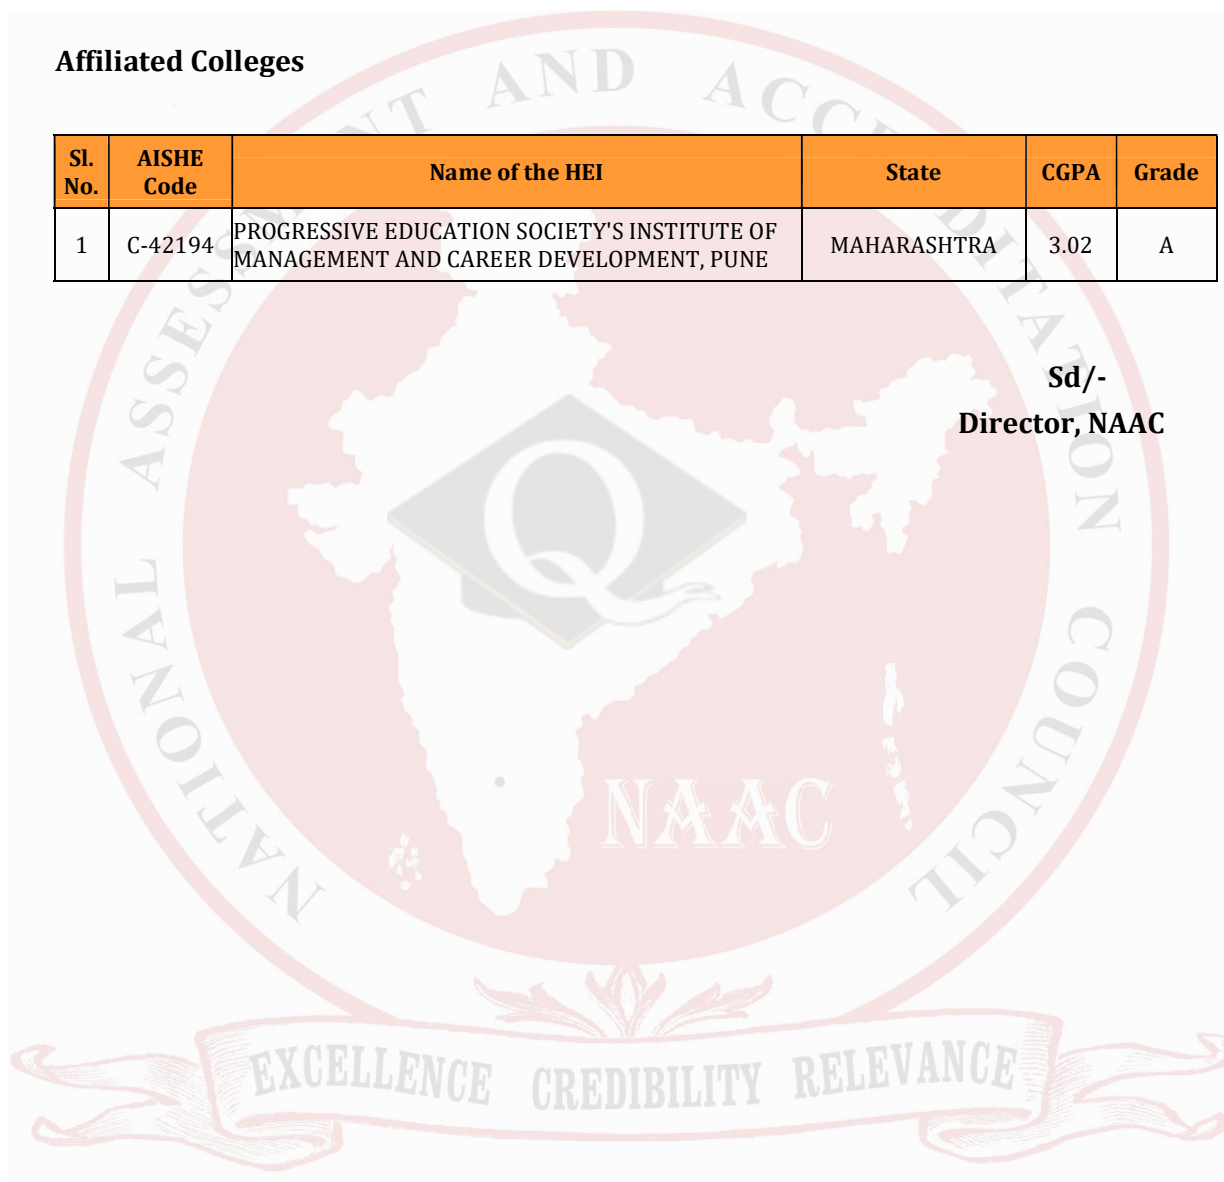 Affiliated Colleges
Sl. No. AISHE Code Name of the HEI State CGPA Grade
1 C-42194 PROGRESSIVE EDUCATION SOCIETY'S INSTITUTE OF
MANAGEMENT AND CAREER DEVELOPMENT, PUNE MAHARASHTRA 3.02 A
Sd/-
Director, NAAC
NATIONAL ASSESSMENT AND ACCREDITATION COUNCIL
Q
NAAC
EXCELLENCE CREDIBILITY RELEVANCE